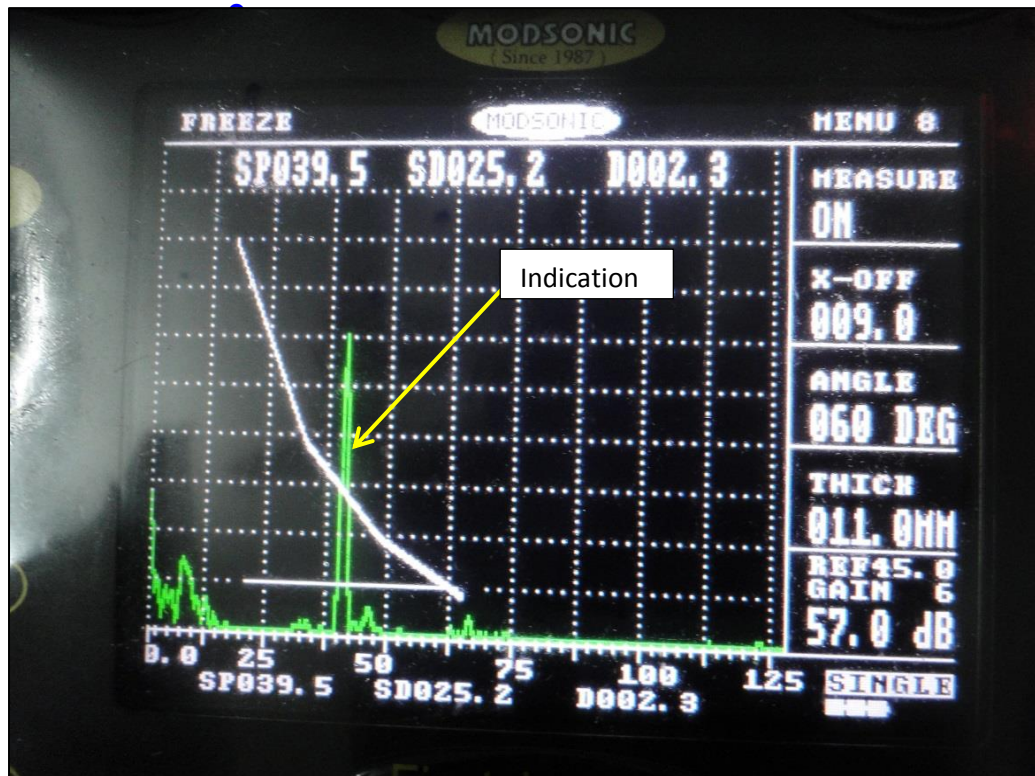 MODSONIC
( Since 1987 )
FREEZE
MODSONIC
MENU 8
SP039.5 SD025.2 D002.3
MEASURE
ON
X-OFF
009.0
ANGLE
060 DEG
THICK
011.0MM
REF45.0
GAIN 6
57.0 dB
Indication
0.0 25 50 75 100 125
SP039.5 SD025.2 D002.3
SINGLE